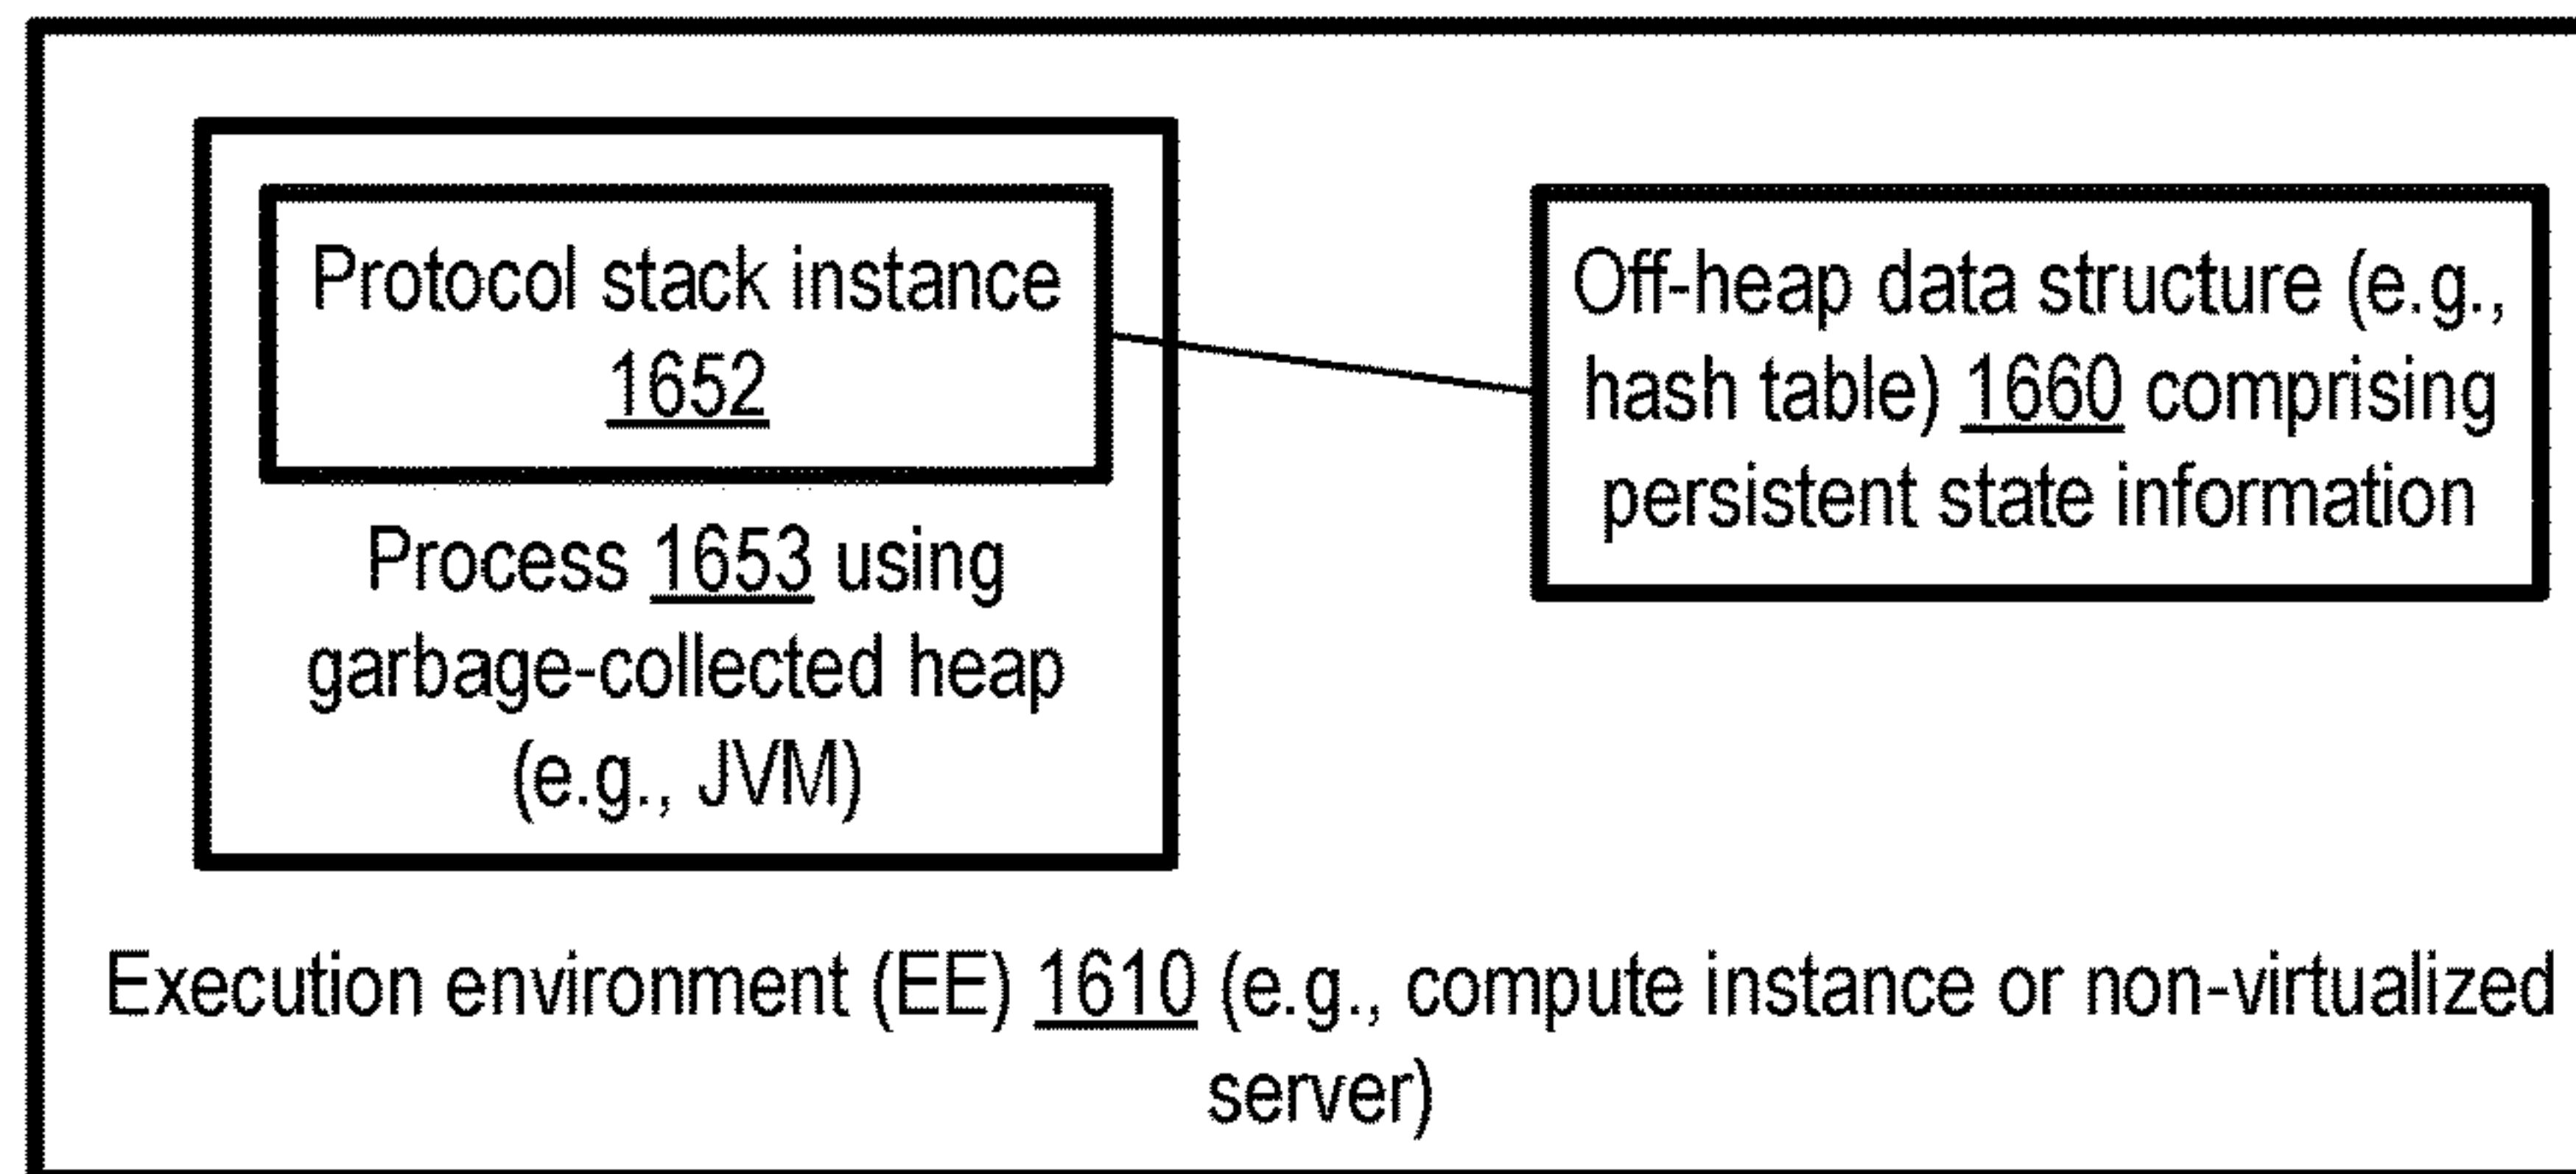 Protocol stack instance
1652
Process 1653 using
garbage-collected heap
(e.g., JVM)
Off-heap data structure (e.g.,
hash table) 1660 comprising
persistent state information
Execution environment (EE) 1610 (e.g., compute instance or non-virtualized
server)